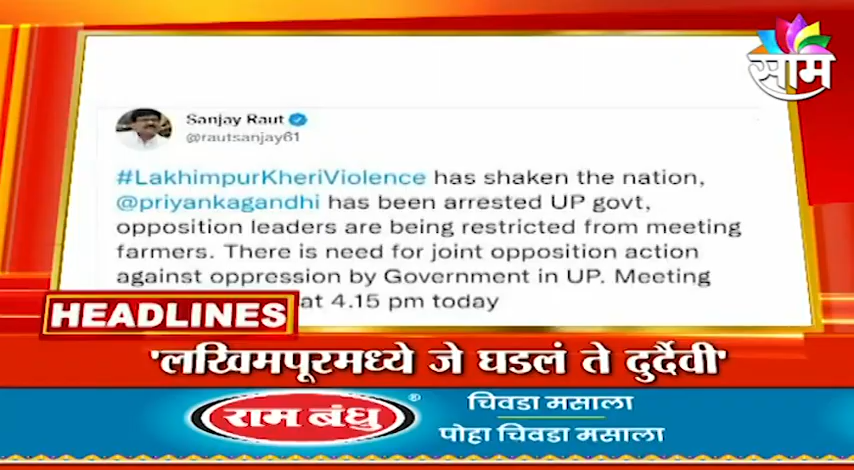 साम
Sanjay Raut
@rautsanjay61
#LakhimpurKheriViolence has shaken the nation,
@priyankagandhi has been arrested UP govt,
opposition leaders are being restricted from meeting
farmers. There is need for joint opposition action
against oppression by Government in UP. Meeting
at 4.15 pm today
HEADLINES
'लखिमपूरमध्ये जे घडलं ते दुर्दैवी'
राम बंधु®
चिवडा मसाला
पोहा चिवडा मसाला